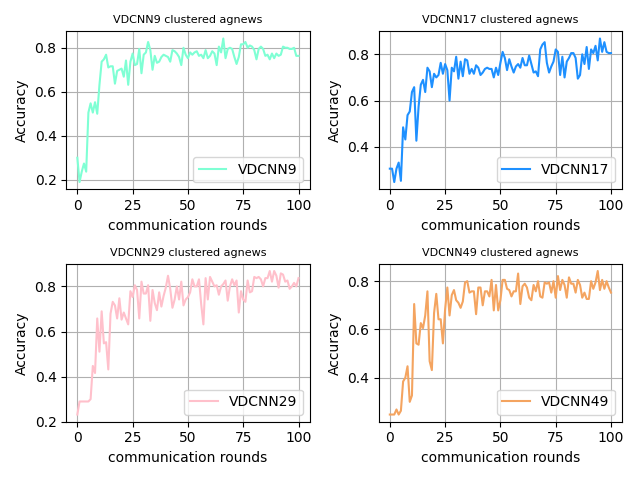 VDCNN9 clustered agnews
Accuracy
0.8
0.6
0.4
0.2
VDCNN9
0 25 50 75 100
communication rounds
VDCNN17 clustered agnews
Accuracy
0.8
0.6
0.4
VDCNN17
0 25 50 75 100
communication rounds
VDCNN29 clustered agnews
Accuracy
0.8
0.6
0.4
0.2
VDCNN29
0 25 50 75 100
communication rounds
VDCNN49 clustered agnews
Accuracy
0.8
0.6
0.4
VDCNN49
0 25 50 75 100
communication rounds